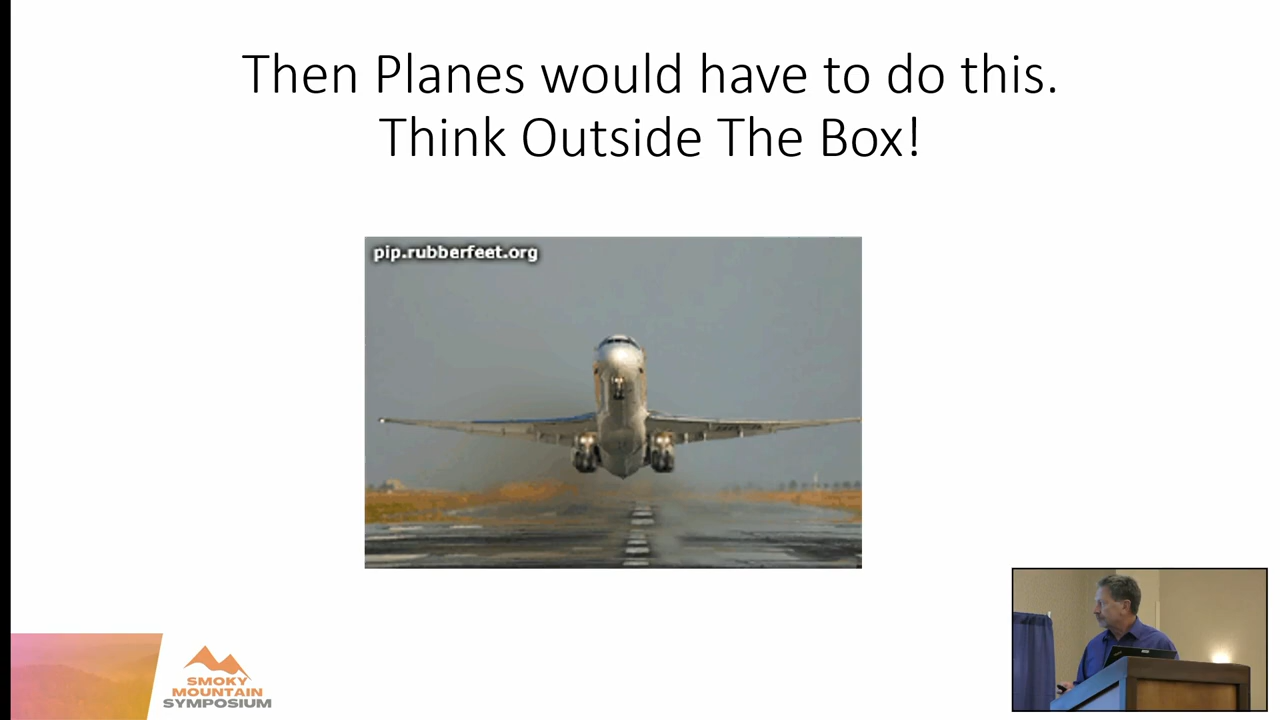 Then Planes would have to do this.
Think Outside The Box!
pip.rubberfeet.org
SMOKY
MOUNTAIN
SYMPOSIUM